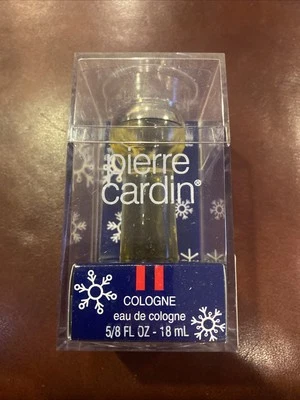 pierre
cardin®
COLOGNE
eau de cologne
5/8 FL OZ - 18 mL